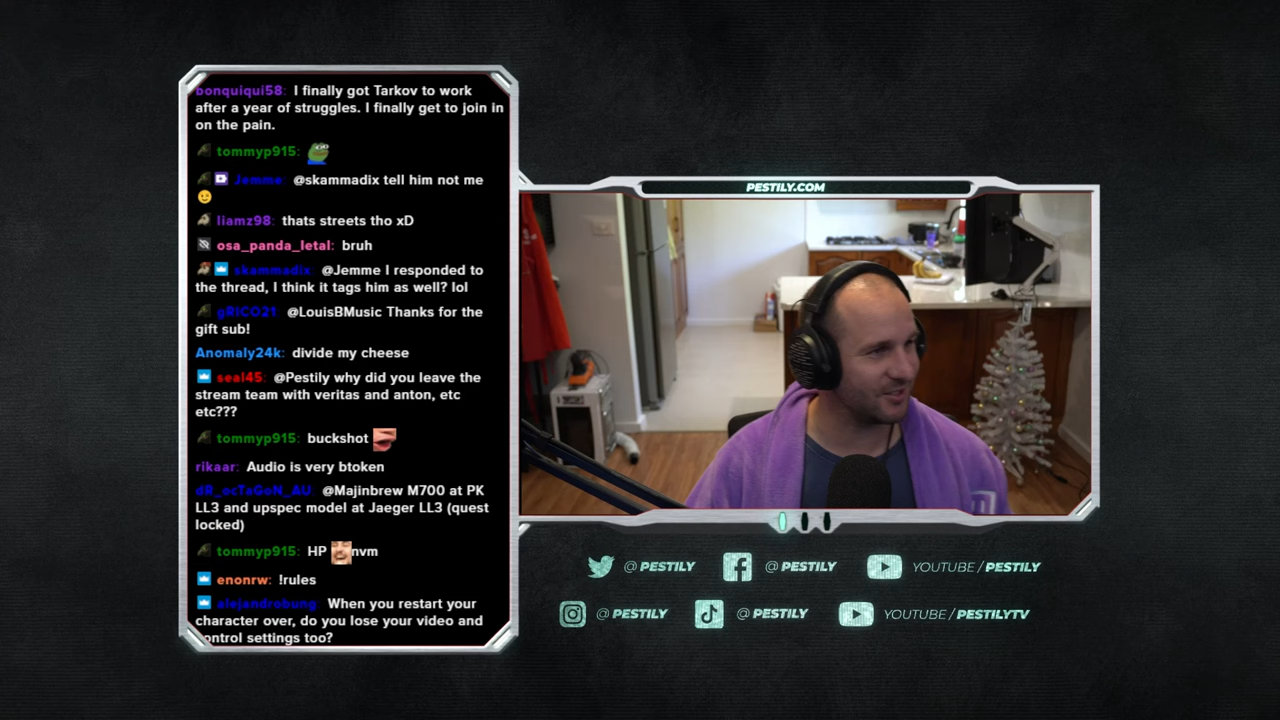 bonquiqui58: I finally got Tarkov to work
after a year of struggles. I finally get to join in
on the pain.
tommyp915:
Jemme: @skammadix tell him not me
liamz98: thats streets tho xD
osa_panda_letal: bruh
skammadix: @Jemme I responded to
the thread, I think it tags him as well? lol
gRICO21: @LouisBMusic Thanks for the
gift sub!
Anomaly24k: divide my cheese
seal45: @Pestily why did you leave the
stream team with veritas and anton, etc
etc???
tommyp915: buckshot
rikaar: Audio is very btoken
dR_ocTaGoN_AU: @Majinbrew M700 at PK
LL3 and upspec model at Jaeger LL3 (quest
locked)
tommyp915: HP nvm
enonrw: !rules
alejandrobung: When you restart your
character over, do you lose your video and
control settings too?
PESTILY.COM
@PESTILY
@PESTILY
YOUTUBE/PESTILY
@PESTILY
@PESTILY
YOUTUBE/PESTILYTV